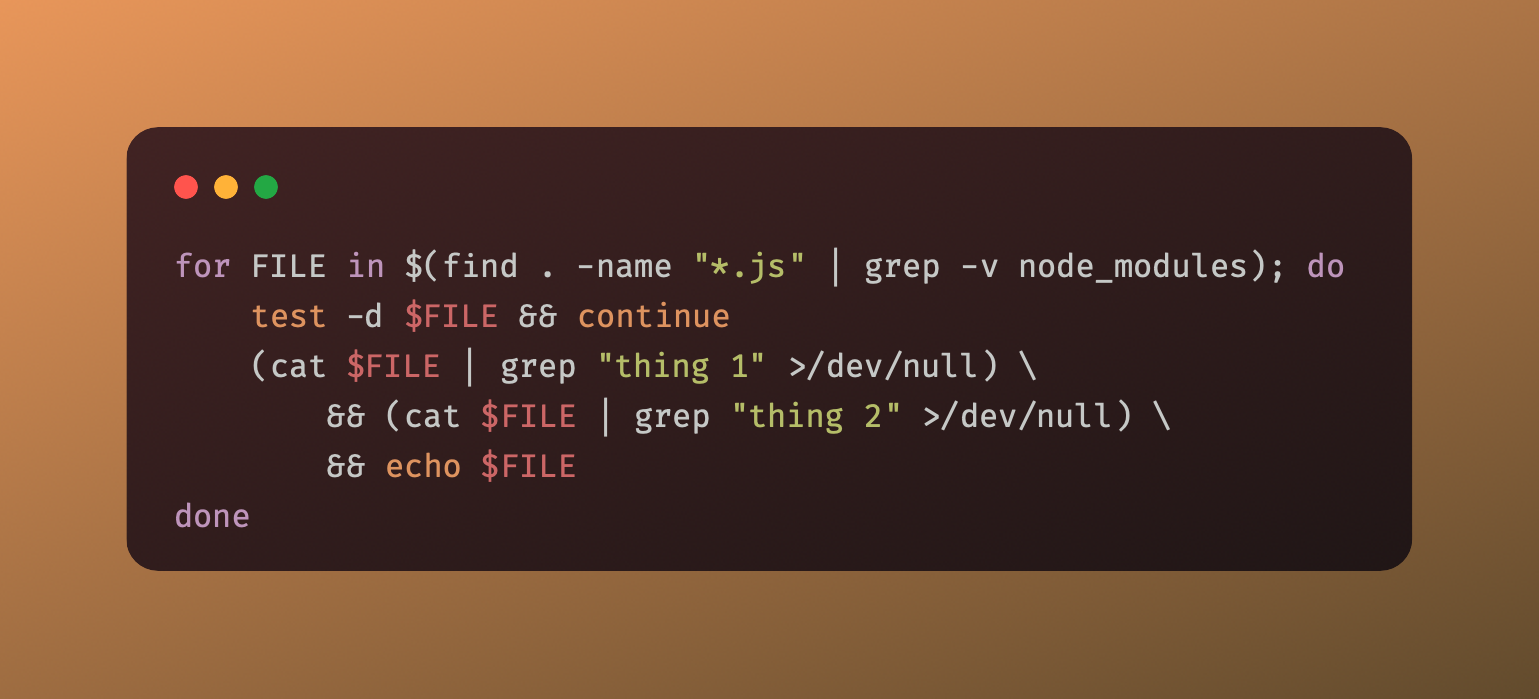 for FILE in $(find . -name "*.js" | grep -v node_modules); do
    test -d $FILE && continue
    (cat $FILE | grep "thing 1" >/dev/null) \
        && (cat $FILE | grep "thing 2" >/dev/null) \
        && echo $FILE
done